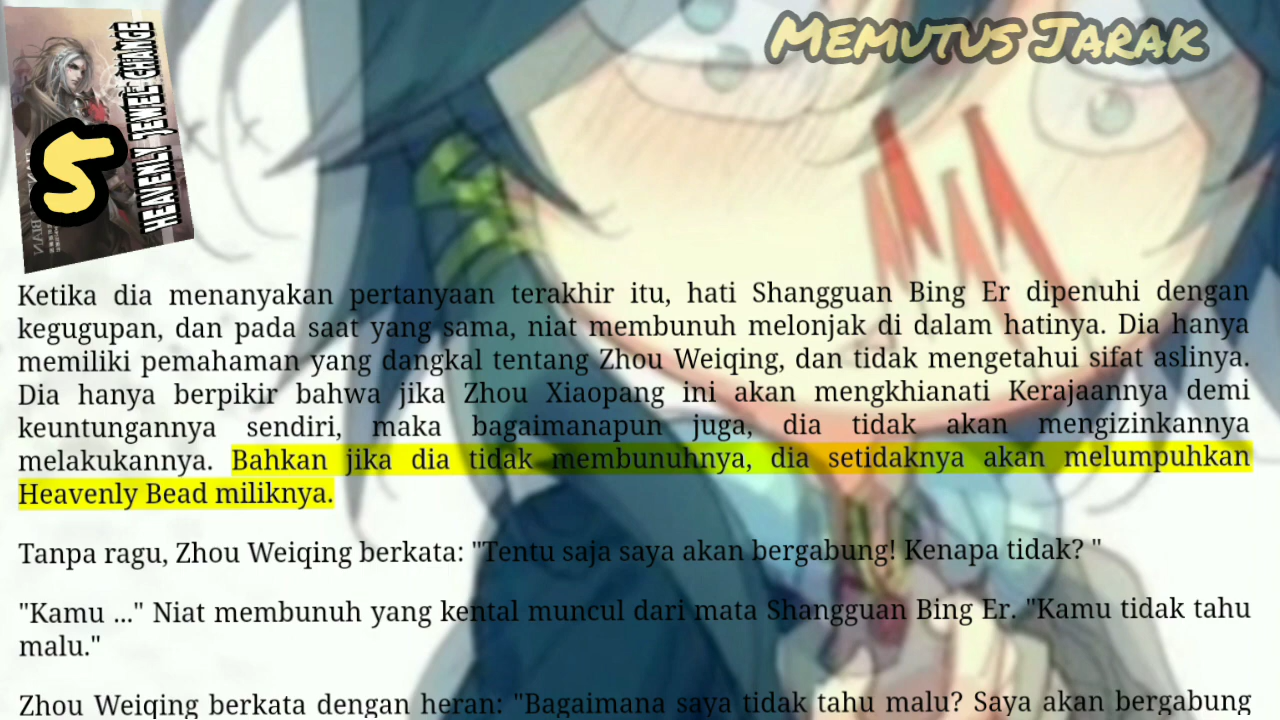 Memutus Jarak
HEAVENLY JEWEL CHANGE
5
Ketika dia menanyakan pertanyaan terakhir itu, hati Shangguan Bing Er dipenuhi dengan
kegugupan, dan pada saat yang sama, niat membunuh melonjak di dalam hatinya. Dia hanya
memiliki pemahaman yang dangkal tentang Zhou Weiqing, dan tidak mengetahui sifat aslinya.
Dia hanya berpikir bahwa jika Zhou Xiaopang ini akan mengkhianati Kerajaannya demi
keuntungannya sendiri, maka bagaimanapun juga, dia tidak akan mengizinkannya
melakukannya. Bahkan jika dia tidak membunuhnya, dia setidaknya akan melumpuhkan
Heavenly Bead miliknya.
Tanpa ragu, Zhou Weiqing berkata: "Tentu saja saya akan bergabung! Kenapa tidak? "
"Kamu ..." Niat membunuh yang kental muncul dari mata Shangguan Bing Er. "Kamu tidak tahu
malu."
Zhou Weiqing berkata dengan heran: "Bagaimana saya tidak tahu malu? Saya akan bergabung